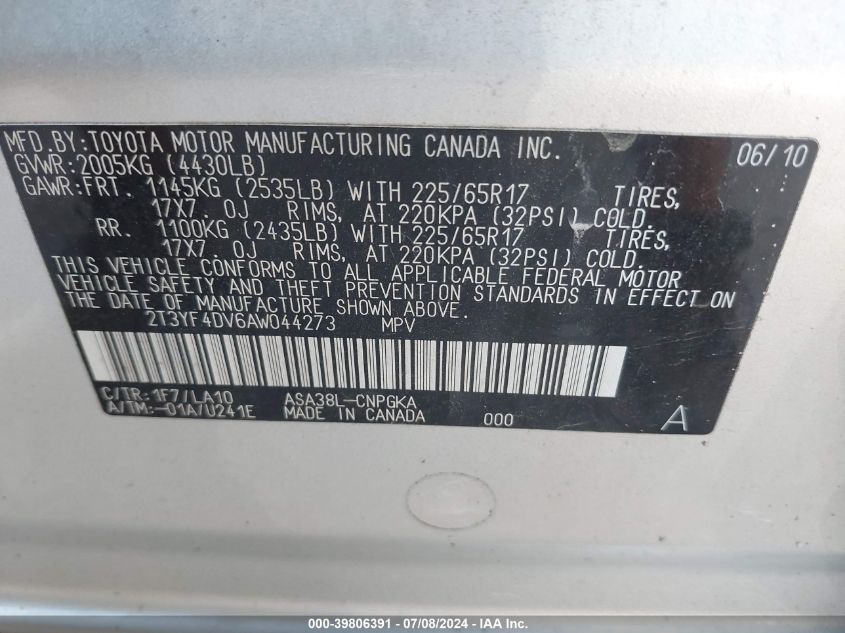 MFD.BY:TOYOTA MOTOR MANUFACTURING CANADA INC. 06/10
GVWR:2005KG (4430LB)
GAWR:FRT. 1145KG (2535LB) WITH 225/65R17 TIRES,
17X7.0J RIMS, AT 220KPA (32PSI) COLD.
RR. 1100KG (2435LB) WITH 225/65R17 TIRES,
17X7.0J RIMS, AT 220KPA (32PSI) COLD.
THIS VEHICLE CONFORMS TO ALL APPLICABLE FEDERAL MOTOR
VEHICLE SAFETY AND THEFT PREVENTION STANDARDS IN EFFECT ON
THE DATE OF MANUFACTURE SHOWN ABOVE.
2T3YF4DV6AW044273 MPV
C/TR:1F7/LA10 ASA38L-CNPGKA
A/TM:-01A/U241E MADE IN CANADA 000 A
000-39806391 - 07/08/2024 - IAA Inc.